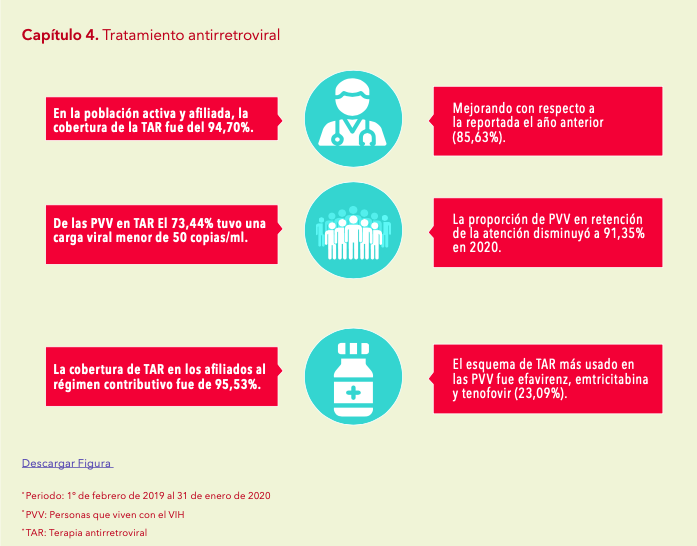 Capítulo 4. Tratamiento antirretroviral
En la población activa y afiliada, la
cobertura de la TAR fue del 94,70%.
Mejorando con respecto a
la reportada el año anterior
(85,63%).
De las PVV en TAR El 73,44% tuvo una
carga viral menor de 50 copias/ml.
La proporción de PVV en retención
de la atención disminuyó a 91,35%
en 2020.
La cobertura de TAR en los afiliados al
régimen contributivo fue de 95,53%.
El esquema de TAR más usado en
las PVV fue efavirenz, emtricitabina
y tenofovir (23,09%).
Descargar Figura
*Periodo: 1º de febrero de 2019 al 31 de enero de 2020
*PVV: Personas que viven con el VIH
*TAR: Terapia antirretroviral